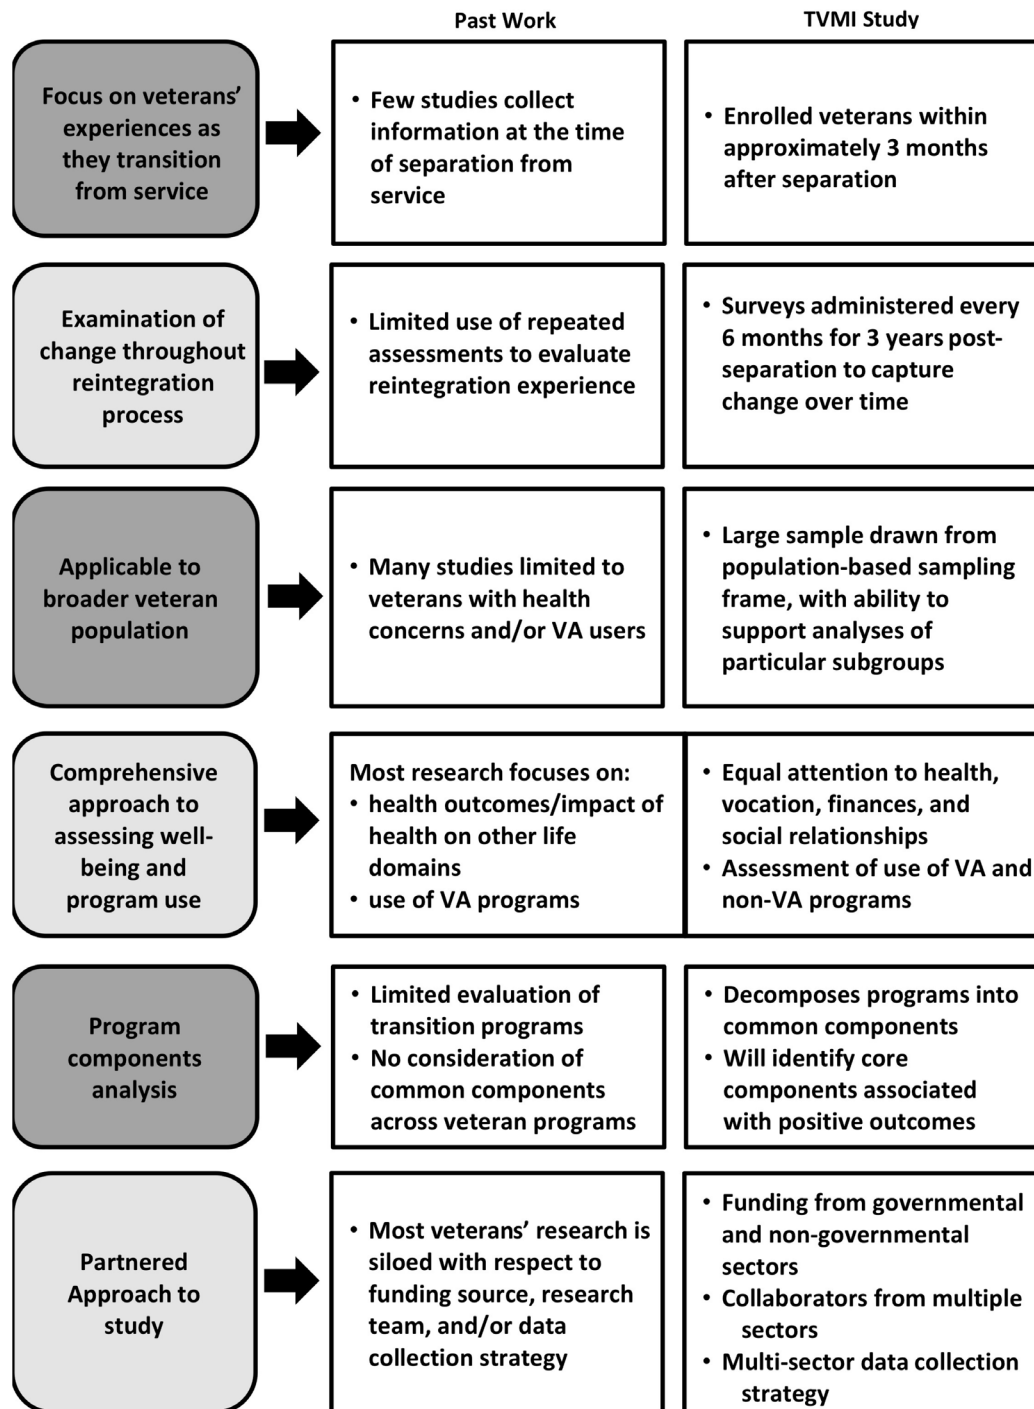 Past Work
TVMI Study
Focus on veterans’
experiences as
they transition
from service
• Few studies collect
information at the time
of separation from
service
• Enrolled veterans within
approximately 3 months
after separation
Examination of
change throughout
reintegration
process
• Limited use of repeated
assessments to evaluate
reintegration experience
• Surveys administered every
6 months for 3 years post-
separation to capture
change over time
Applicable to
broader veteran
population
• Many studies limited to
veterans with health
concerns and/or VA users
• Large sample drawn from
population-based sampling
frame, with ability to
support analyses of
particular subgroups
Comprehensive
approach to
assessing well-
being and
program use
Most research focuses on:
• health outcomes/impact of
health on other life
domains
• use of VA programs
• Equal attention to health,
vocation, finances, and
social relationships
• Assessment of use of VA and
non-VA programs
Program
components
analysis
• Limited evaluation of
transition programs
• No consideration of
common components
across veteran programs
• Decomposes programs into
common components
• Will identify core
components associated
with positive outcomes
Partnered
Approach to
study
• Most veterans’ research is
siloed with respect to
funding source, research
team, and/or data
collection strategy
• Funding from governmental
and non-governmental
sectors
• Collaborators from multiple
sectors
• Multi-sector data collection
strategy